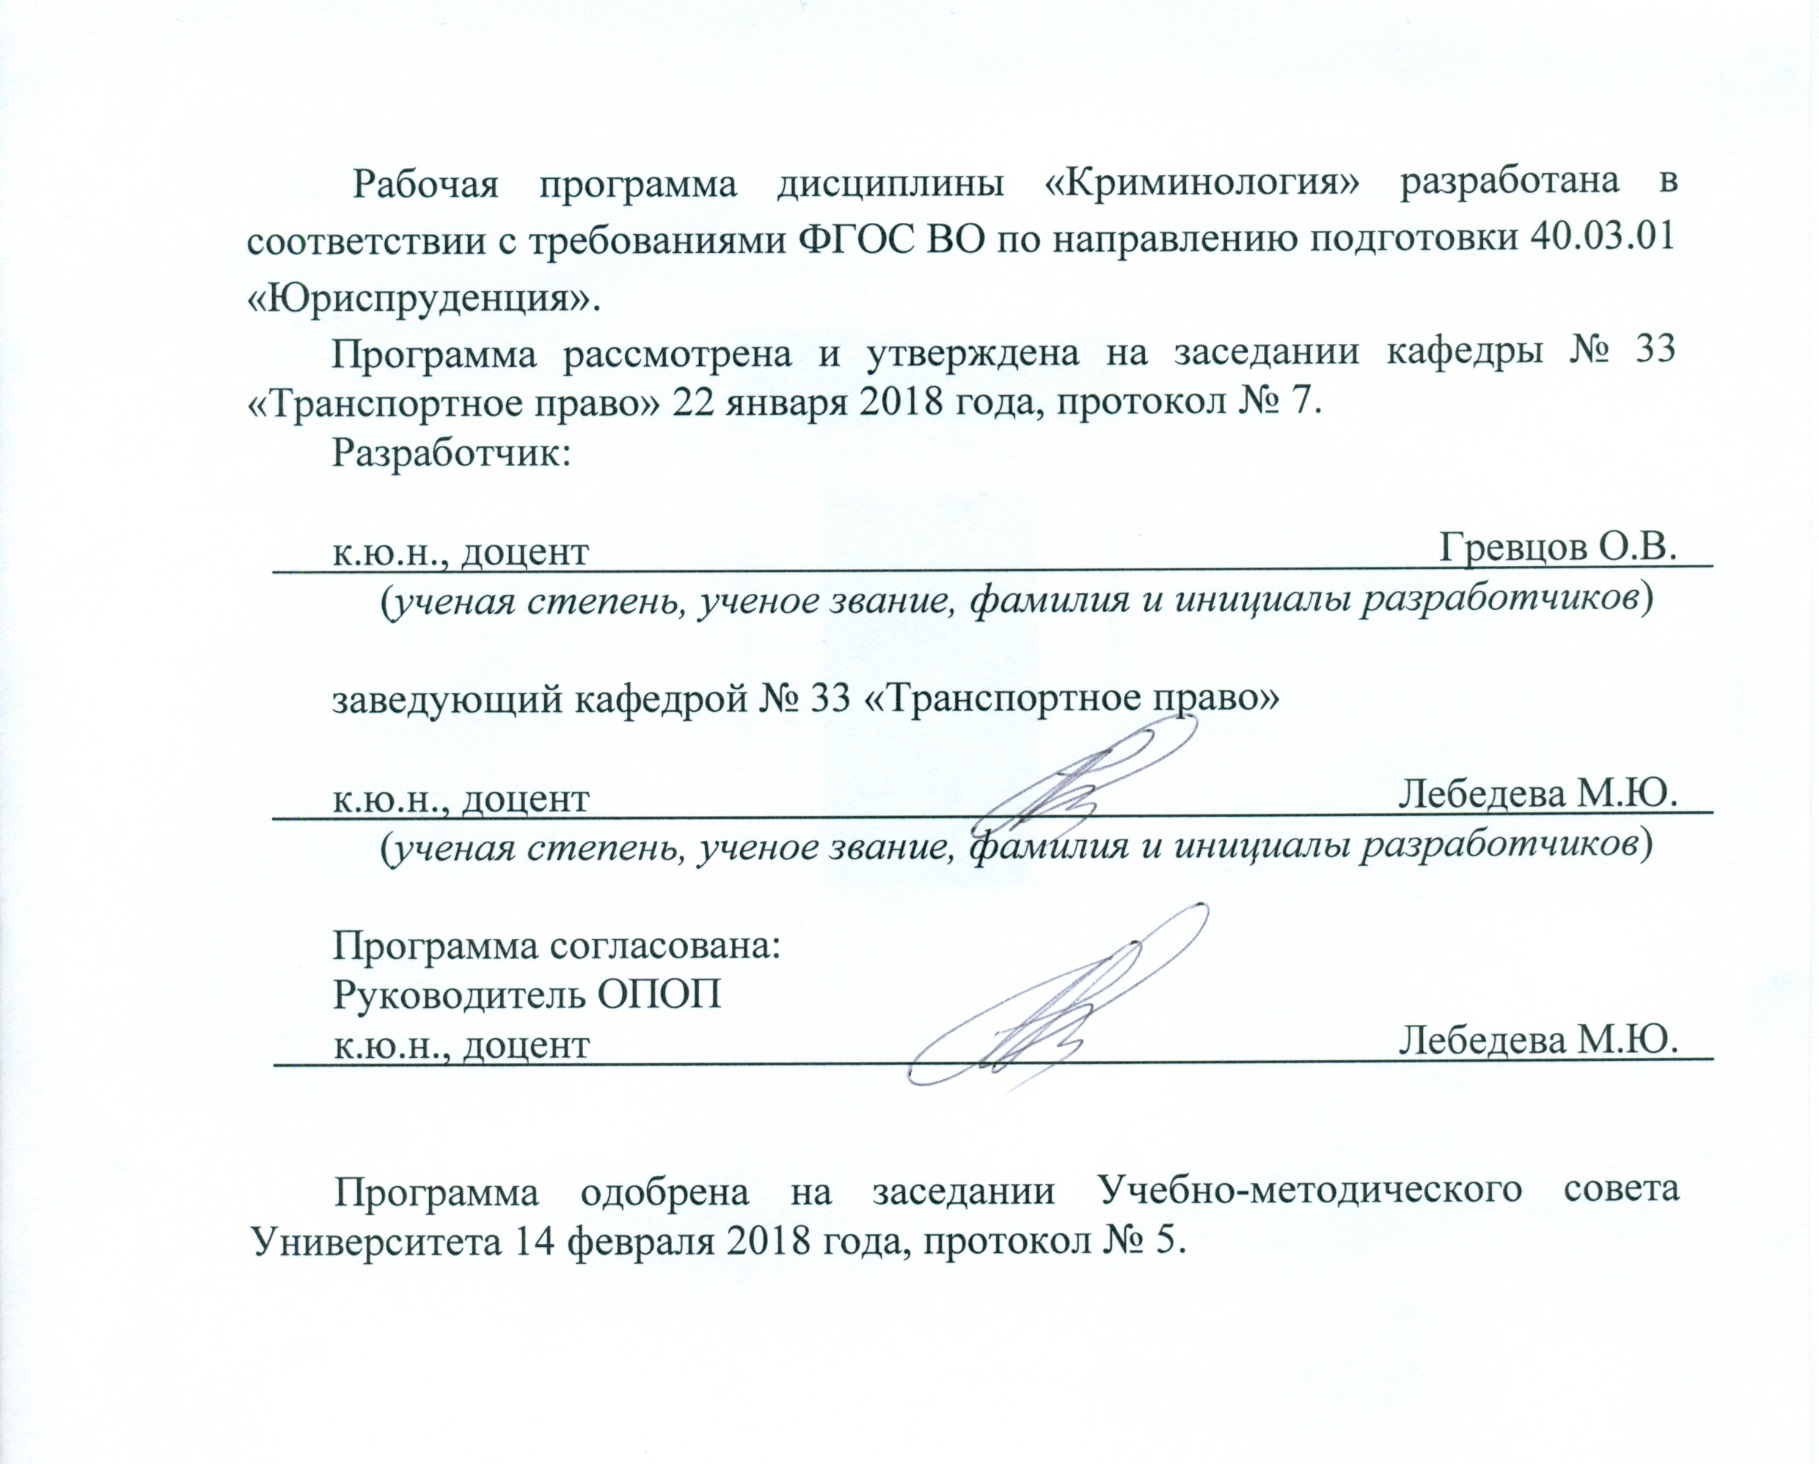 Рабочая программа дисциплины «Криминология» разработана в
соответствии с требованиями ФГОС ВО по направлению подготовки 40.03.01
«Юриспруденция».
Программа рассмотрена и утверждена на заседании кафедры № 33
«Транспортное право» 22 января 2018 года, протокол № 7.
Разработчик:
к.ю.н., доцент Гревцов О.В.
(ученая степень, ученое звание, фамилия и инициалы разработчиков)
заведующий кафедрой № 33 «Транспортное право»
к.ю.н., доцент Лебедева М.Ю.
(ученая степень, ученое звание, фамилия и инициалы разработчиков)
Программа согласована:
Руководитель ОПОП
к.ю.н., доцент Лебедева М.Ю.
Программа одобрена на заседании Учебно-методического совета
Университета 14 февраля 2018 года, протокол № 5.